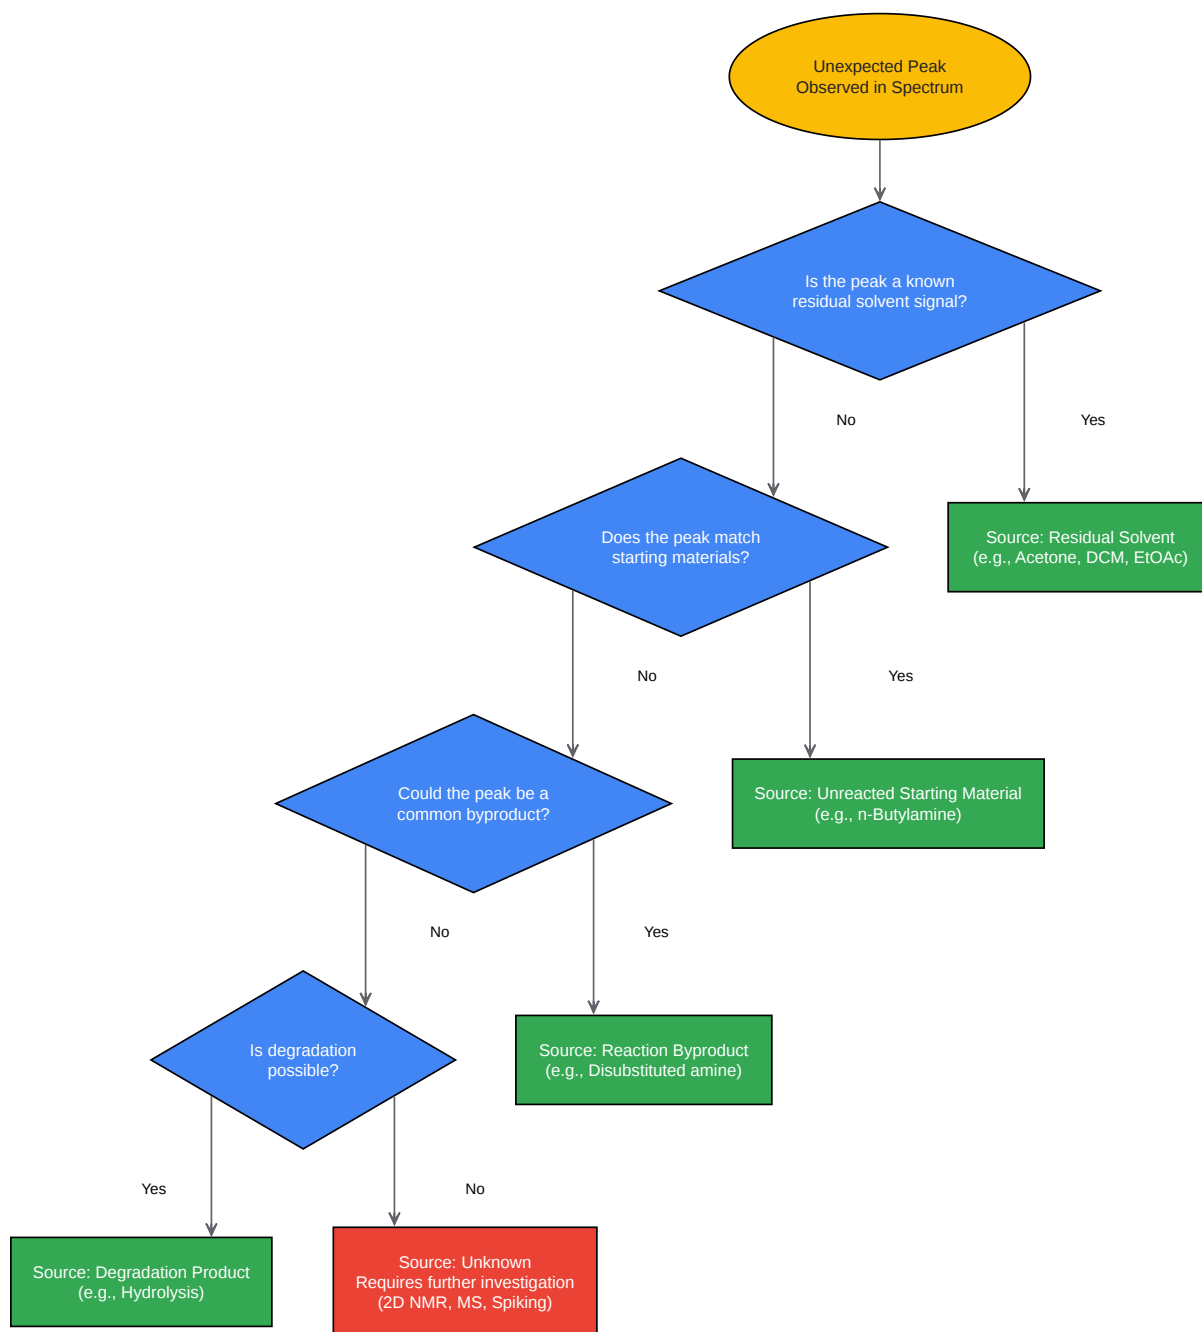 Unexpected Peak
Observed in Spectrum
Is the peak a known
residual solvent signal?
No
Yes
Does the peak match
starting materials?
Source: Residual Solvent
(e.g., Acetone, DCM, EtOAc)
No
Yes
Could the peak be a
common byproduct?
Source: Unreacted Starting Material
(e.g., n-Butylamine)
No
Yes
Is degradation
possible?
Source: Reaction Byproduct
(e.g., Disubstituted amine)
Yes
No
Source: Degradation Product
(e.g., Hydrolysis)
Source: Unknown
Requires further investigation
(2D NMR, MS, Spiking)